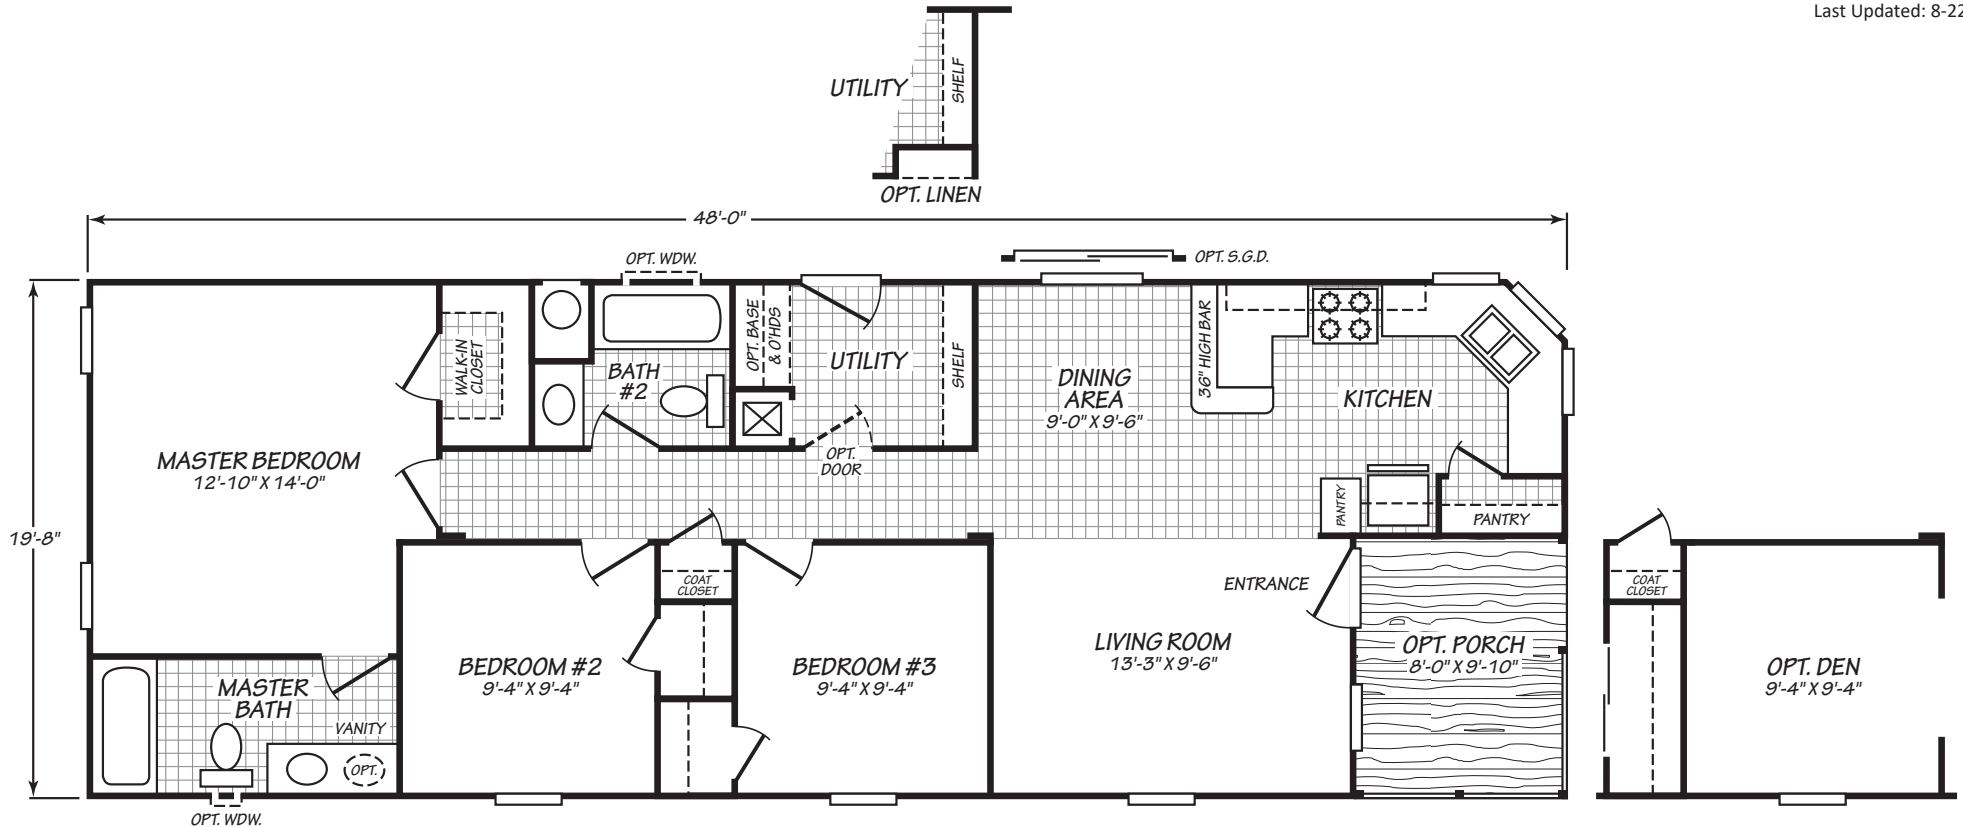 Last Updated: 8-22
UTILITY
SHELF
OPT. LINEN
48'-0"
OPT. WDW.
OPT. S.G.D.
OPT. BASE
& O'HDS
UTILITY
SHELF
36" HIGH BAR
WALK-IN
CLOSET
BATH
#2
DINING
AREA
9'-0" X 9'-6"
KITCHEN
MASTER BEDROOM
12'-10" X 14'-0"
OPT.
DOOR
PANTRY
PANTRY
19'-8"
COAT
CLOSET
ENTRANCE
COAT
CLOSET
LIVING ROOM
13'-3" X 9'-6"
OPT. PORCH
8'-0" X 9'-10"
BEDROOM #2
9'-4" X 9'-4"
BEDROOM #3
9'-4" X 9'-4"
OPT. DEN
9'-4" X 9'-4"
MASTER
BATH
VANITY
OPT.
OPT. WDW.